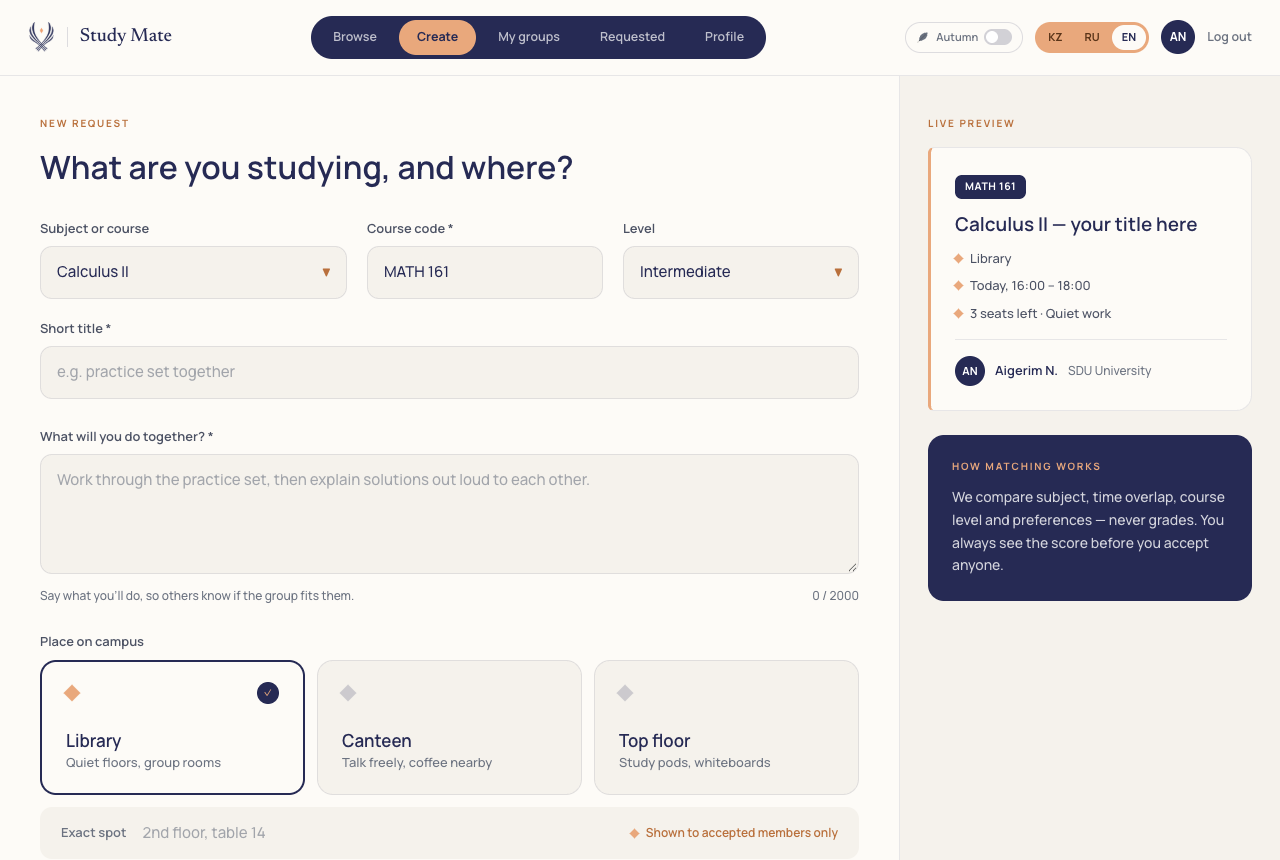 Study Mate
Browse
Create
My groups
Requested
Profile
Autumn
KZ
RU
EN
AN
Log out
NEW REQUEST
What are you studying, and where?
Subject or course
Course code *
Level
Calculus II
MATH 161
Intermediate
Short title *
e.g. practice set together
What will you do together? *
Work through the practice set, then explain solutions out loud to each other.
Say what you'll do, so others know if the group fits them.
0 / 2000
Place on campus
Library
Quiet floors, group rooms
Canteen
Talk freely, coffee nearby
Top floor
Study pods, whiteboards
Exact spot
2nd floor, table 14
Shown to accepted members only
LIVE PREVIEW
MATH 161
Calculus II — your title here
Library
Today, 16:00 – 18:00
3 seats left · Quiet work
AN
Aigerim N.
SDU University
HOW MATCHING WORKS
We compare subject, time overlap, course
level and preferences — never grades. You
always see the score before you accept
anyone.